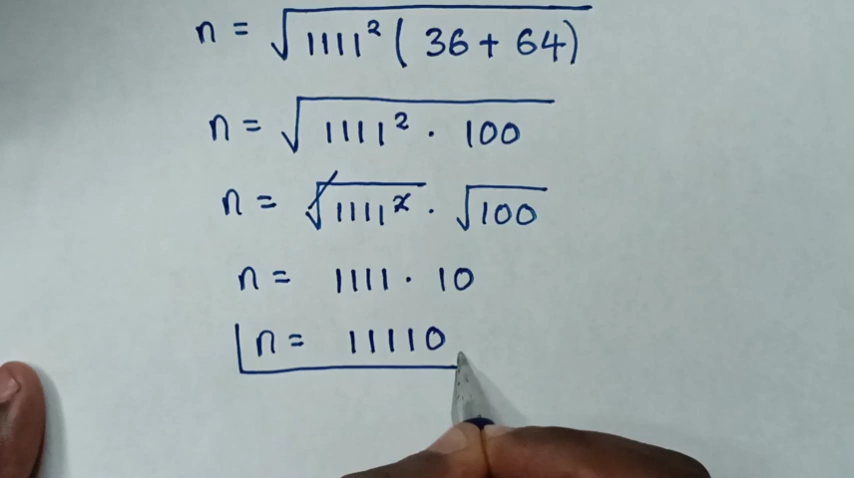 n = √1111² ( 36 + 64)
n = √1111² · 100
n = √1111² · √100
n = 1111 · 10
n = 11110